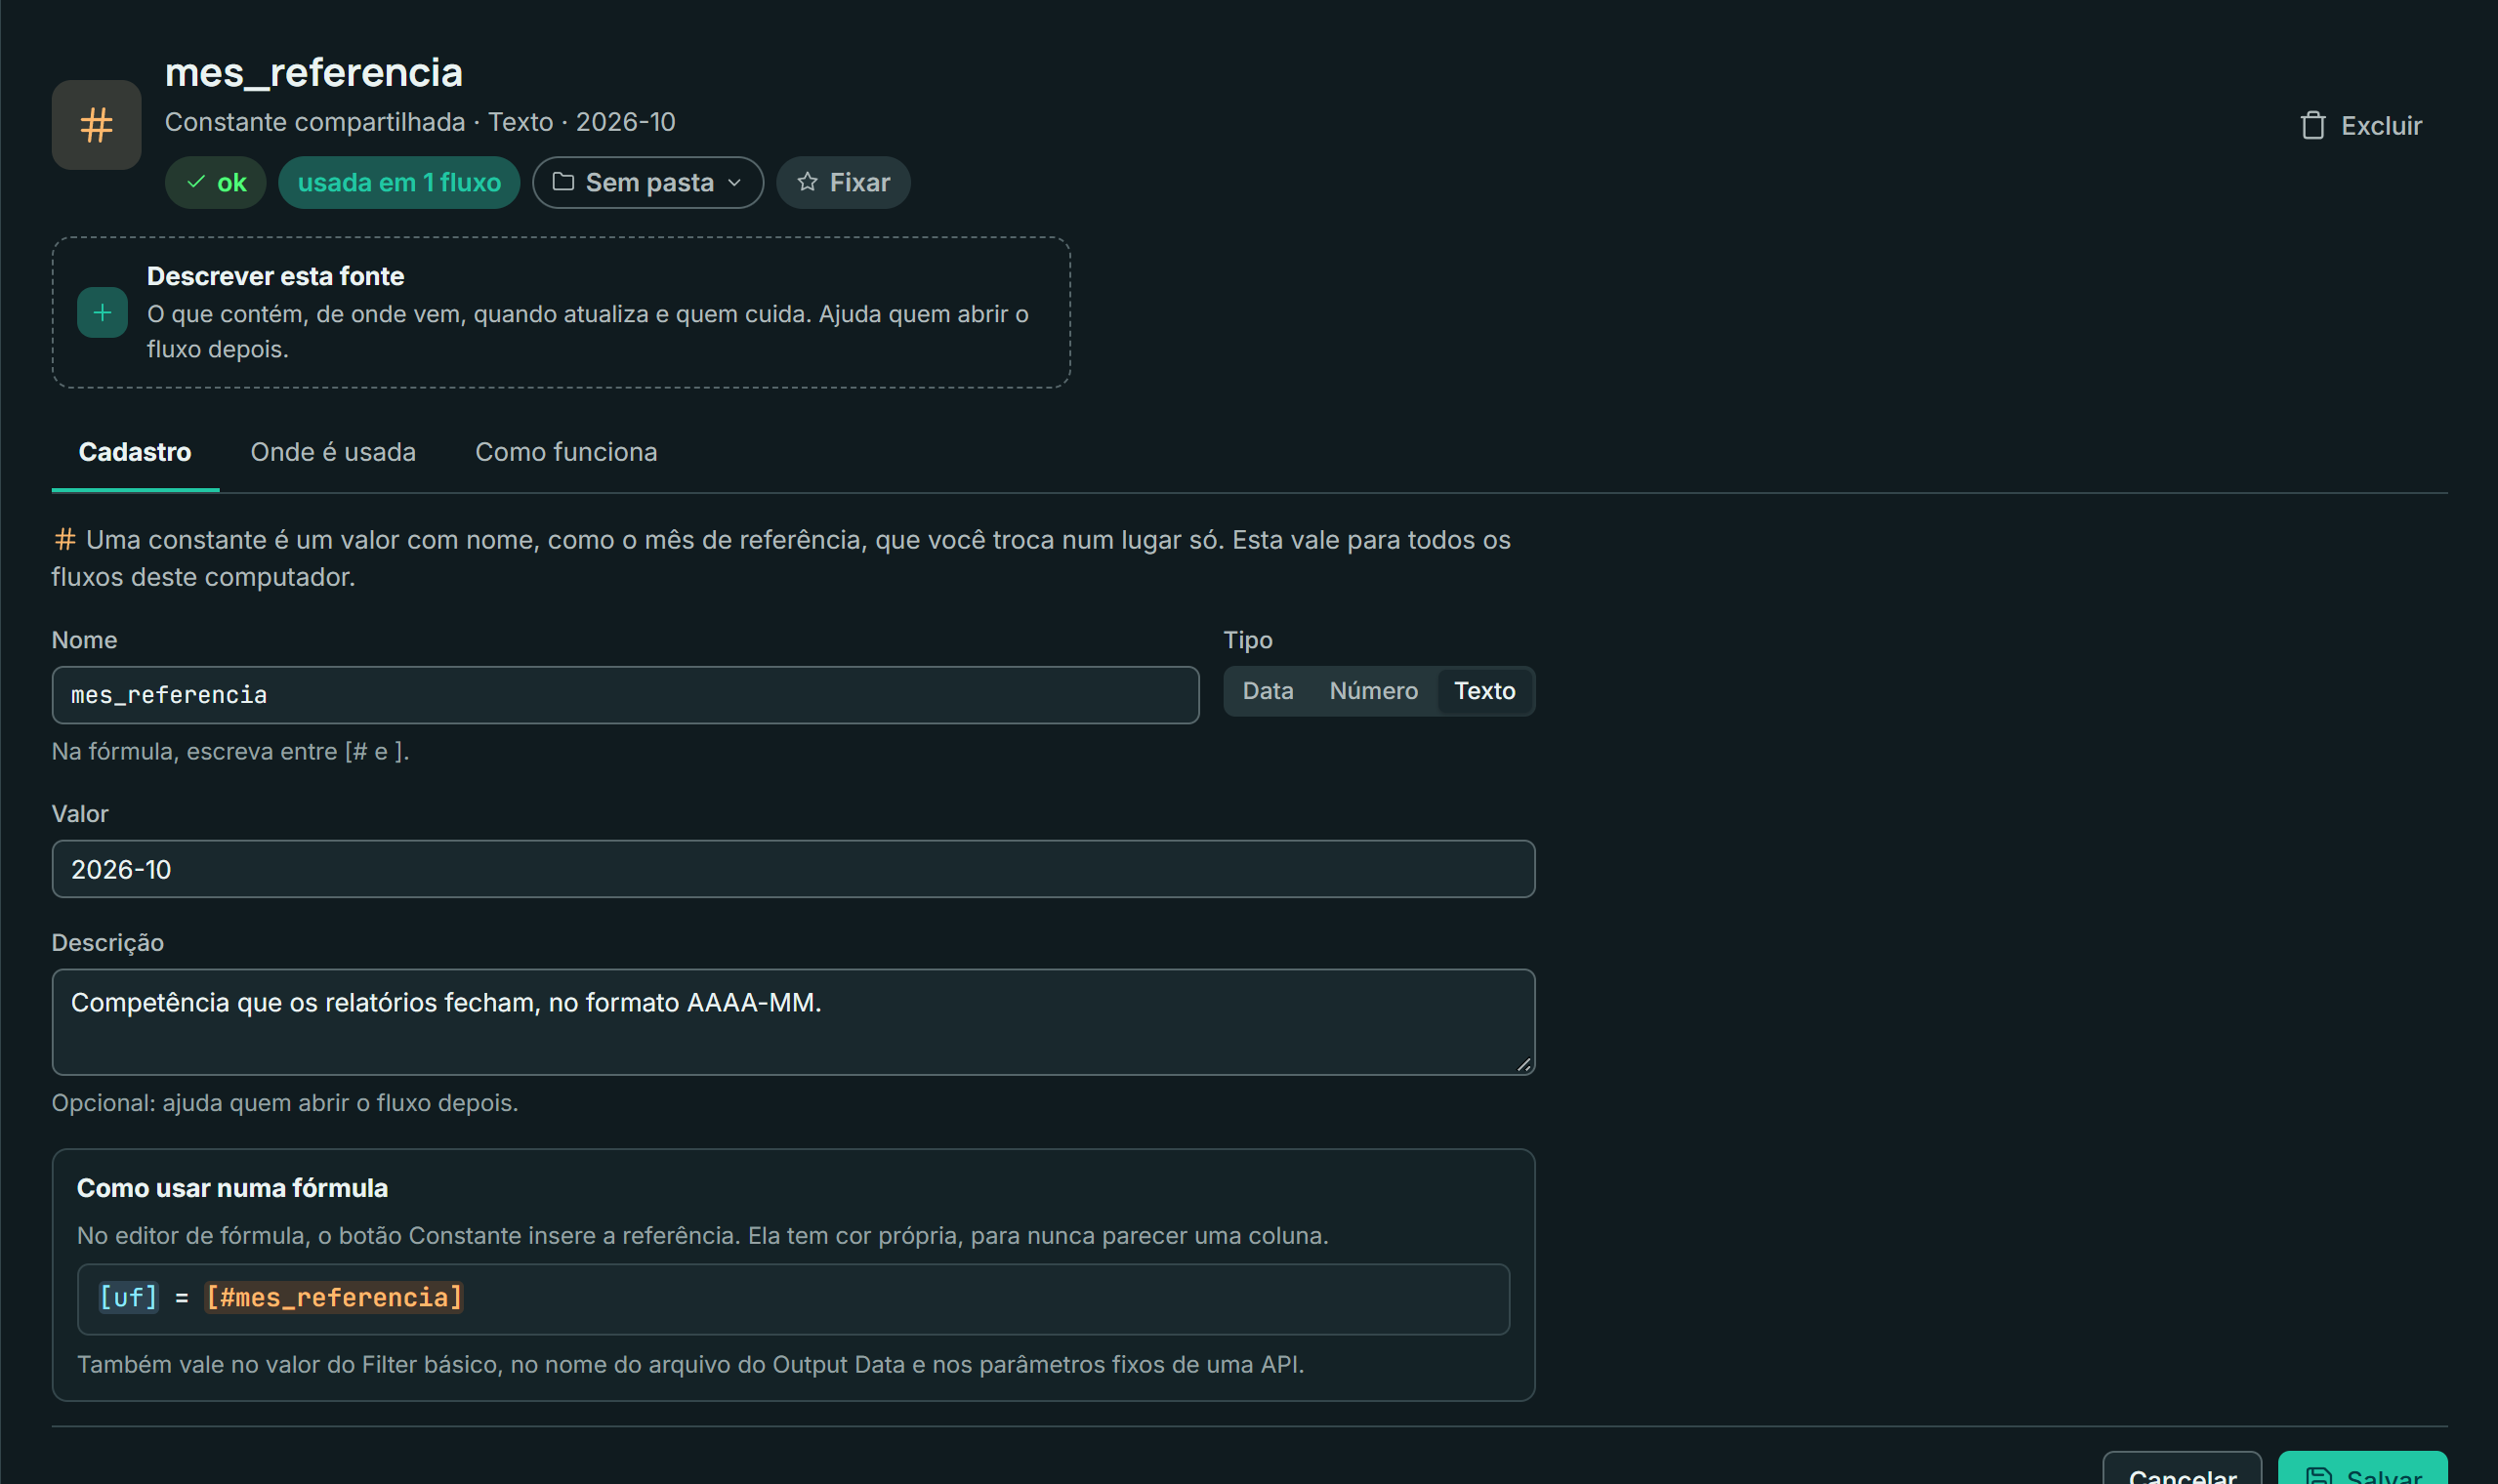 mes_referencia
Constante compartilhada · Texto · 2026-10
Excluir
ok
usada em 1 fluxo
Sem pasta
Fixar
Descrever esta fonte
O que contém, de onde vem, quando atualiza e quem cuida. Ajuda quem abrir o
fluxo depois.
Cadastro
Onde é usada
Como funciona
# Uma constante é um valor com nome, como o mês de referência, que você troca num lugar só. Esta vale para todos os
fluxos deste computador.
Nome
Tipo
mes_referencia
Data
Número
Texto
Na fórmula, escreva entre [# e ].
Valor
2026-10
Descrição
Competência que os relatórios fecham, no formato AAAA-MM.
Opcional: ajuda quem abrir o fluxo depois.
Como usar numa fórmula
No editor de fórmula, o botão Constante insere a referência. Ela tem cor própria, para nunca parecer uma coluna.
[uf] = [#mes_referencia]
Também vale no valor do Filter básico, no nome do arquivo do Output Data e nos parâmetros fixos de uma API.
Cancelar
Salvar